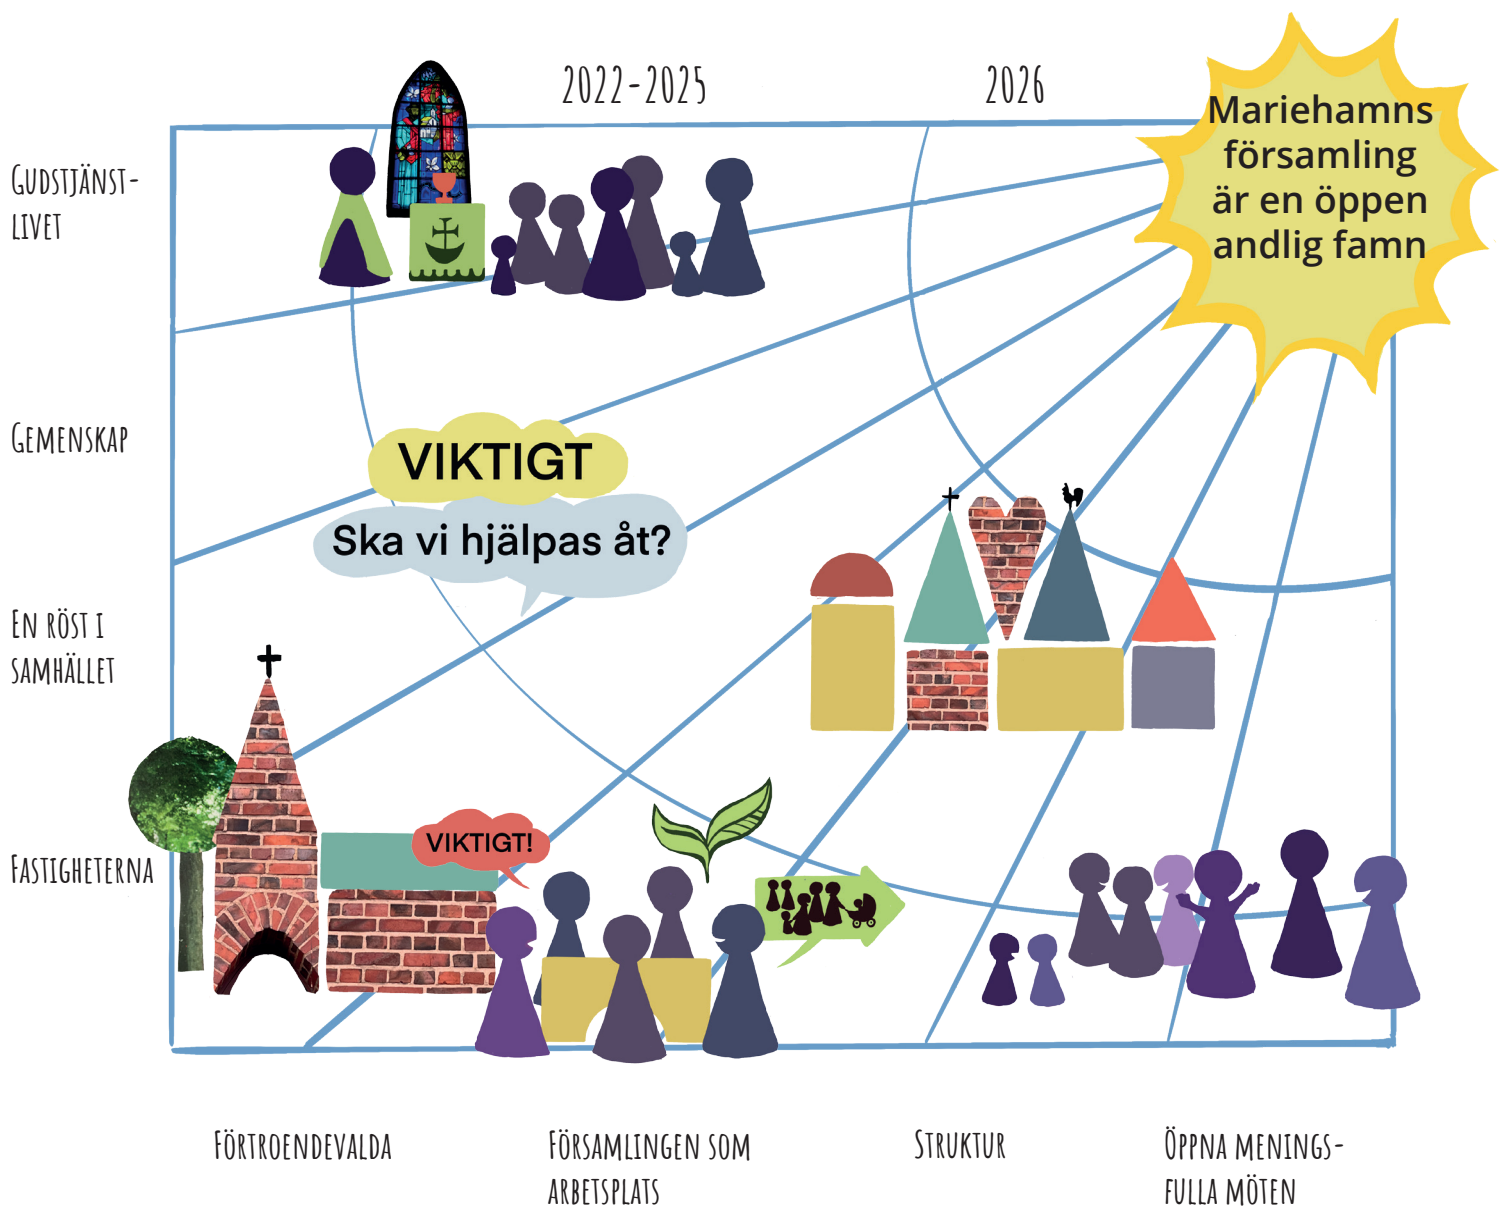 2022-2025
2026
Mariehamns
församling
är en öppen
andlig famn
GUDSTJÄNST-
LIVET
GEMENSKAP
VIKTIGT
Ska vi hjälpas åt?
EN RÖST I
SAMHÄLLET
VIKTIGT!
FASTIGHETERNA
FÖRTROENDEVALDA
FÖRSAMLINGEN SOM
ARBETSPLATS
STRUKTUR
ÖPPNA MENINGS-
FULLA MÖTEN